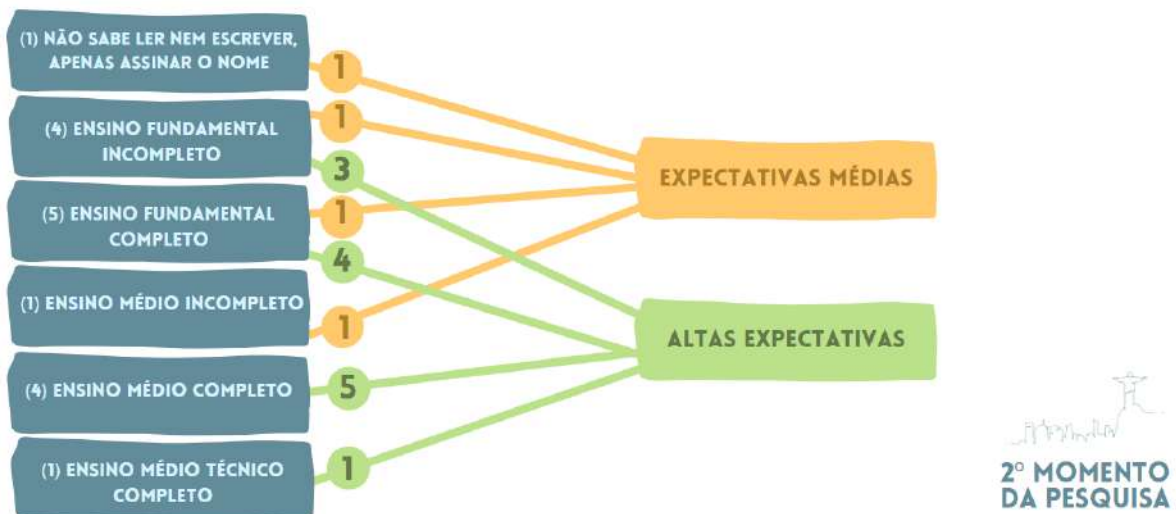 (1) NÃO SABE LER NEM ESCREVER,
APENAS ASSINAR O NOME
1
(4) ENSINO FUNDAMENTAL
INCOMPLETO
1
3
(5) ENSINO FUNDAMENTAL
COMPLETO
1
4
(1) ENSINO MÉDIO INCOMPLETO
1
(4) ENSINO MÉDIO COMPLETO
5
(1) ENSINO MÉDIO TÉCNICO
COMPLETO
1
EXPECTATIVAS MÉDIAS
ALTAS EXPECTATIVAS
2º MOMENTO
DA PESQUISA